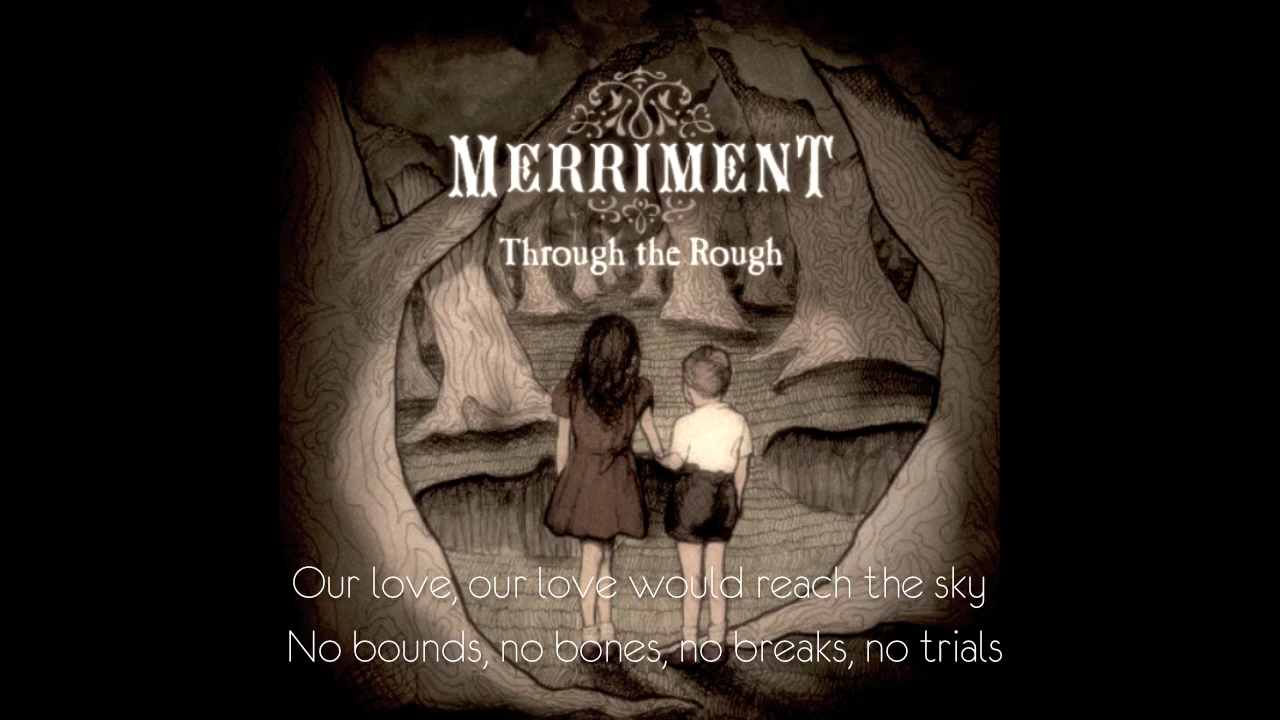 MERRIMENT
Through the Rough
Our love, our love would reach the sky
No bounds, no bones, no breaks, no trials